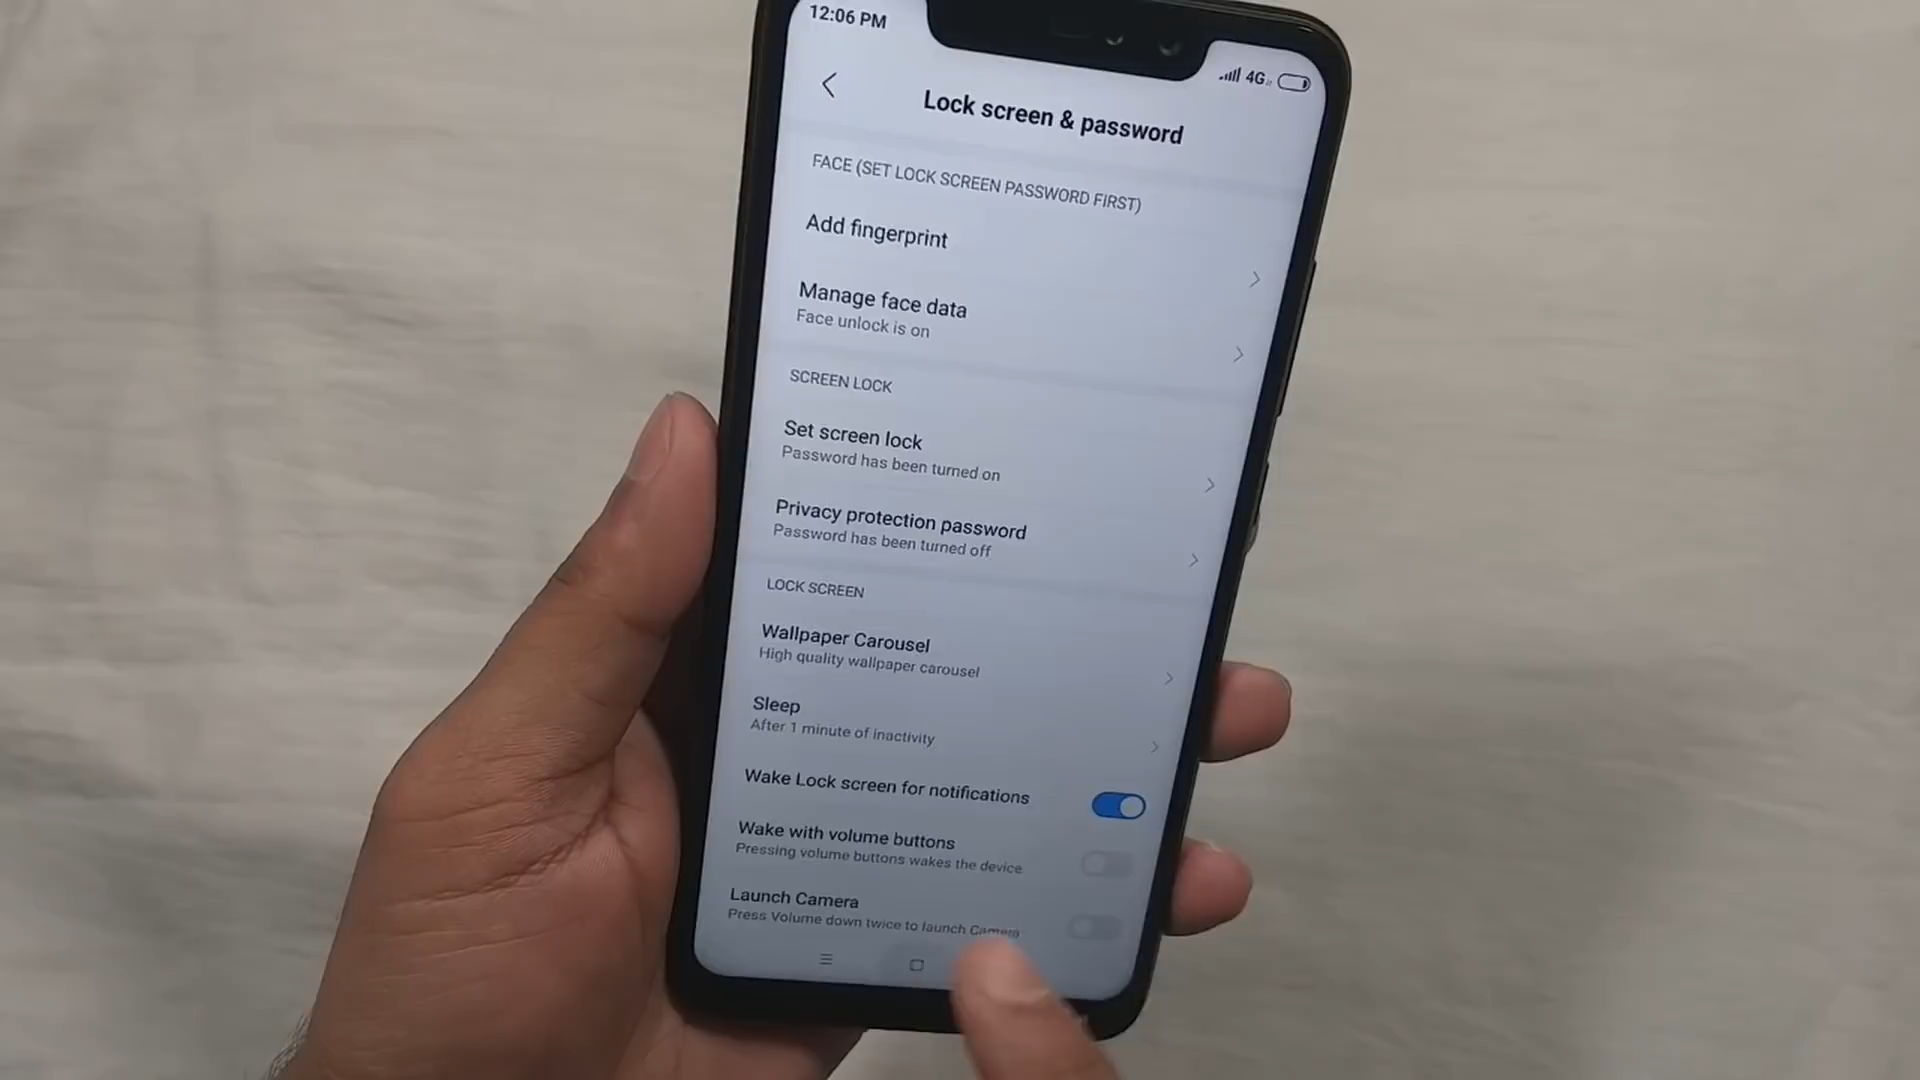 12:06 PM
4G
Lock screen & password
FACE (SET LOCK SCREEN PASSWORD FIRST)
Add fingerprint
Manage face data
Face unlock is on
SCREEN LOCK
Set screen lock
Password has been turned on
Privacy protection password
Password has been turned off
LOCK SCREEN
Wallpaper Carousel
High quality wallpaper carousel
Sleep
After 1 minute of inactivity
Wake Lock screen for notifications
Wake with volume buttons
Pressing volume buttons wakes the device
Launch Camera
Press Volume down twice to launch Camera